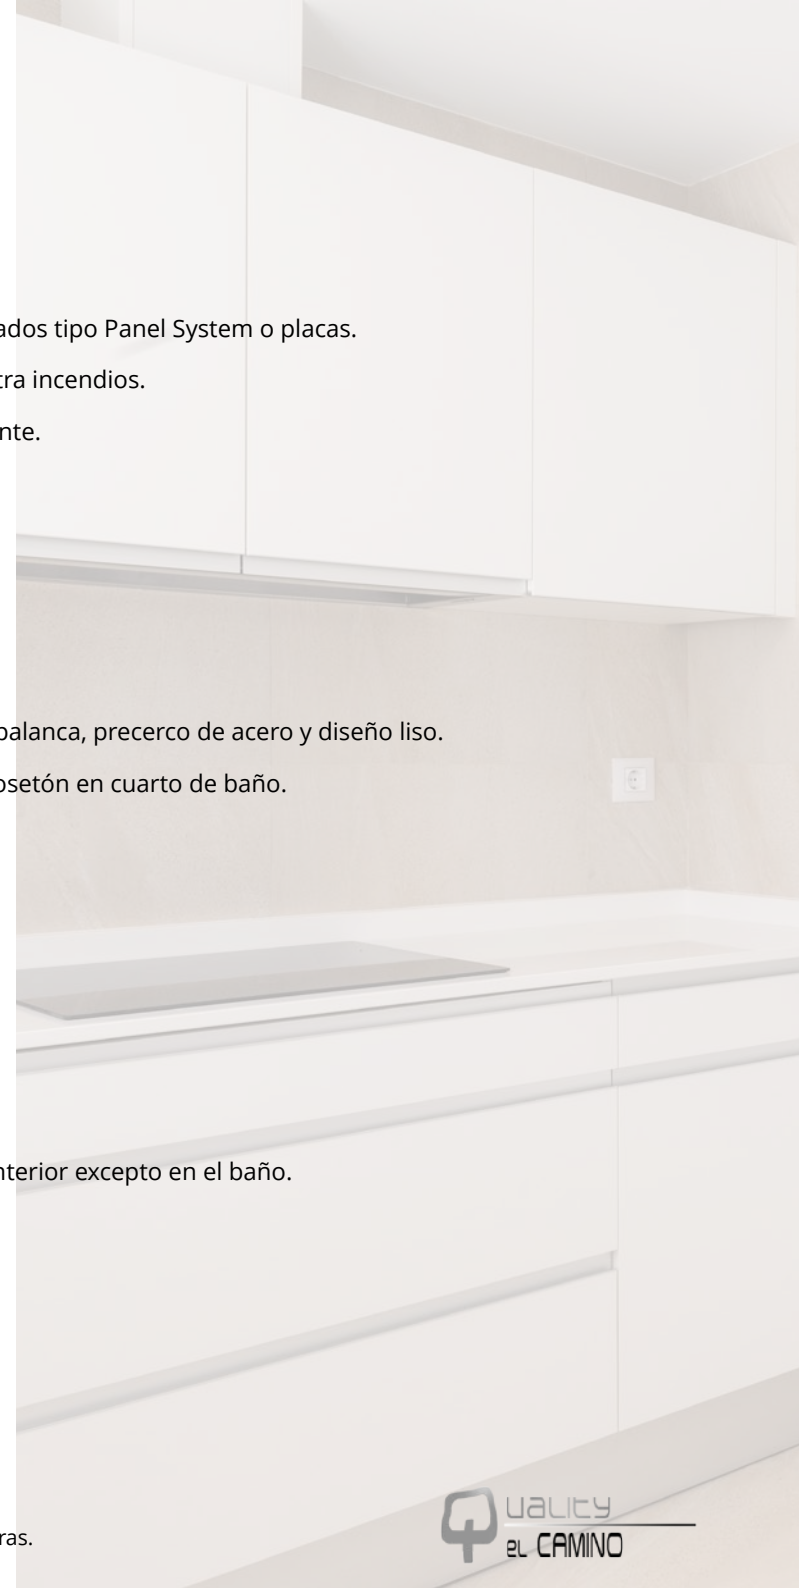 ados tipo Panel System o placas.
tra incendios.
nte.
palanca, precerco de acero y diseño liso.
osetón en cuarto de baño.
nterior excepto en el baño.
ras.
uality
el CAMINO